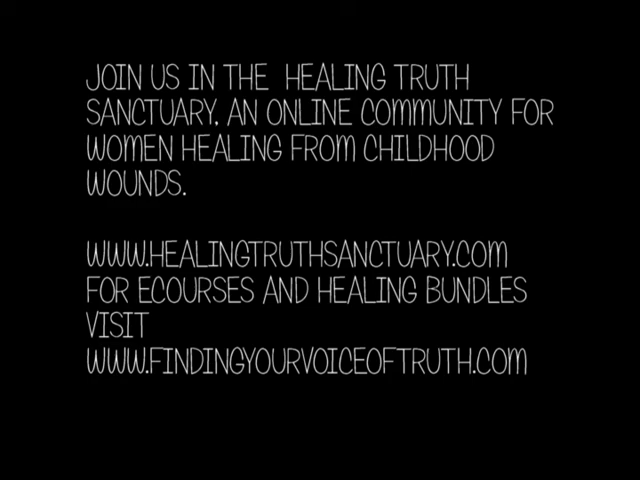 JOIN US IN THE HEALING TRUTH
SANCTUARY. AN ONLINE COMMUNITY FOR
WOMEN HEALING FROM CHILDHOOD
WOUNDS.
WWW.HEALINGTRUTHSANCTUARY.COM
FOR ECOURSES AND HEALING BUNDLES
VISIT
WWW.FINDINGYOURVOICEOFTRUTH.COM